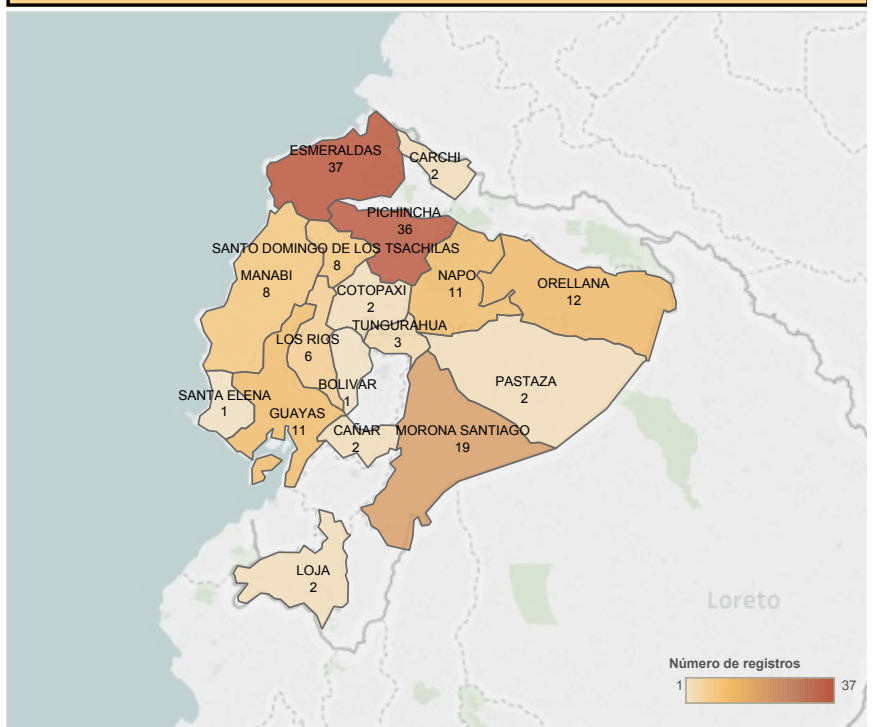 ESMERALDAS
37
CARCHI
2
PICHINCHA
36
SANTO DOMINGO DE LOS TSACHILAS
8
MANABI
8
COTOPAXI
2
NAPO
11
ORELLANA
12
TUNGURAHUA
3
LOS RIOS
6
BOLIVAR
1
PASTAZA
2
SANTA ELENA
1
GUAYAS
11
CAÑAR
2
MORONA SANTIAGO
19
LOJA
2
Loreto
Número de registros
1 37